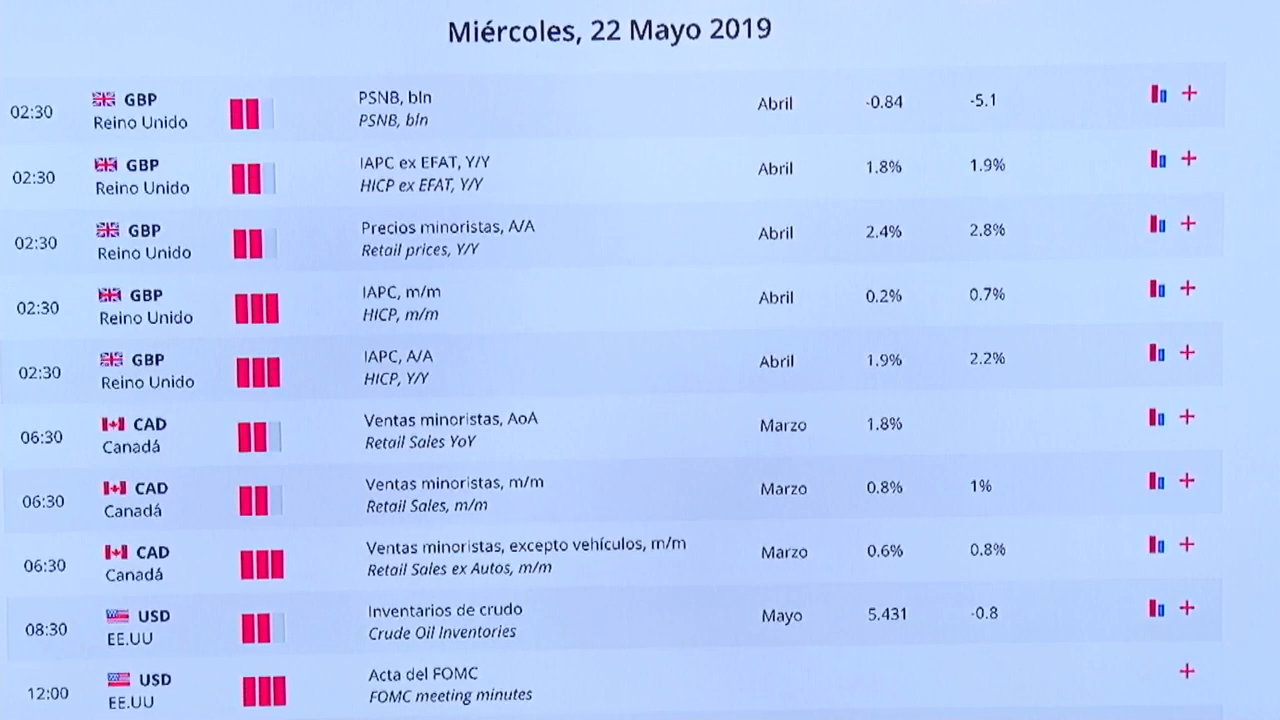 Miércoles, 22 Mayo 2019
02:30 GBP Reino Unido PSNB, bln Abril -0.84 -5.1
PSNB, bln
02:30 GBP Reino Unido IAPC ex EFAT, Y/Y Abril 1.8% 1.9%
HICP ex EFAT, Y/Y
02:30 GBP Reino Unido Precios minoristas, A/A Abril 2.4% 2.8%
Retail prices, Y/Y
02:30 GBP Reino Unido IAPC, m/m Abril 0.2% 0.7%
HICP, m/m
02:30 GBP Reino Unido IAPC, A/A Abril 1.9% 2.2%
HICP, Y/Y
06:30 CAD Canadá Ventas minoristas, AoA Marzo 1.8%
Retail Sales YoY
06:30 CAD Canadá Ventas minoristas, m/m Marzo 0.8% 1%
Retail Sales, m/m
06:30 CAD Canadá Ventas minoristas, excepto vehículos, m/m Marzo 0.6% 0.8%
Retail Sales ex Autos, m/m
08:30 USD EE.UU Inventarios de crudo Mayo 5.431 -0.8
Crude Oil Inventories
12:00 USD EE.UU Acta del FOMC
FOMC meeting minutes